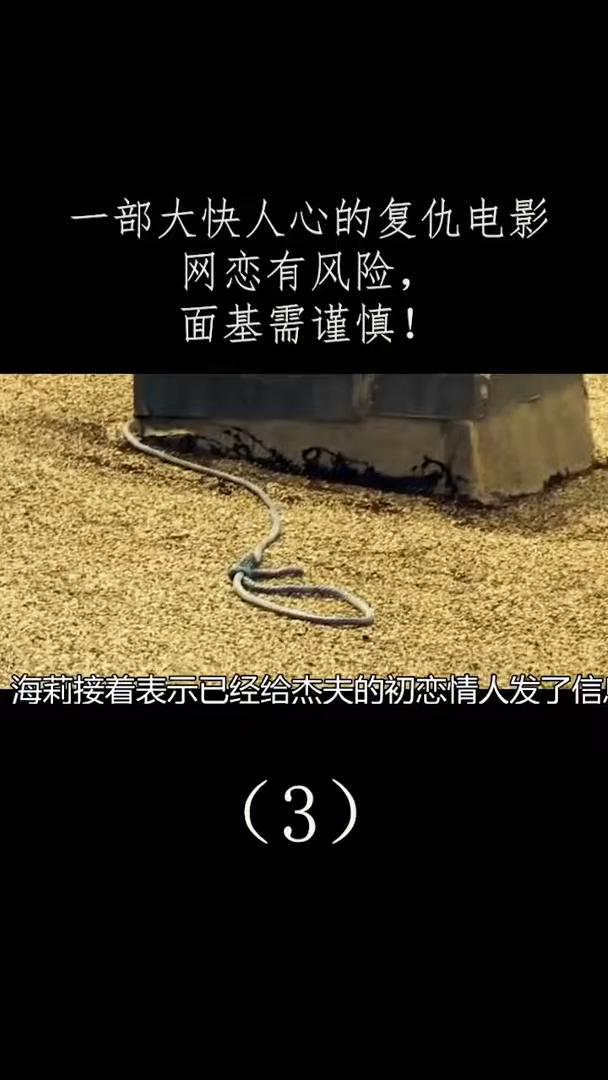 一部大快人心的复仇电影
网恋有风险，
面基需谨慎！
海莉接着表示已经给杰夫的初恋情人发了信
（3）